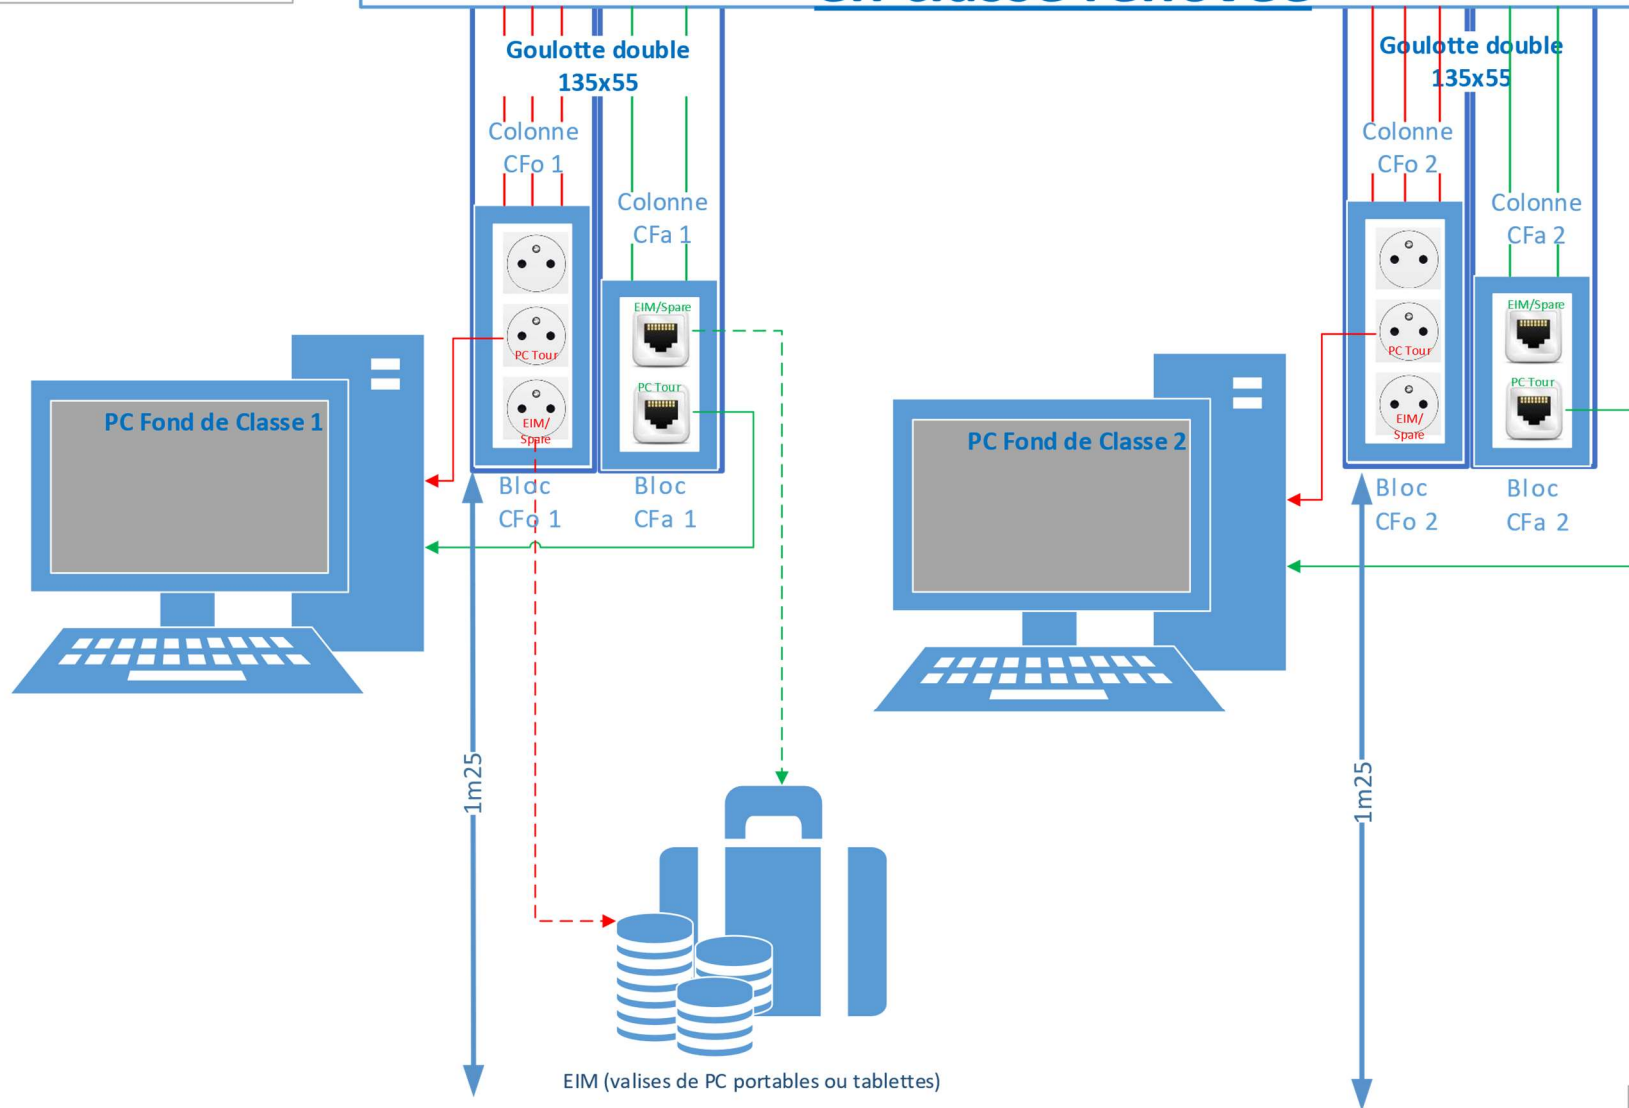 Goulotte double
135x55
Colonne
CFo 1
Colonne
CFa 1
EIM/Spare
PC Tour
PC Tour
EIM/
Spare
Bloc
CFo 1
Bloc
CFa 1
PC Fond de Classe 1
1m25
EIM (valises de PC portables ou tablettes)
Goulotte double
135x55
Colonne
CFo 2
Colonne
CFa 2
EIM/Spare
PC Tour
PC Tour
EIM/
Spare
Bloc
CFo 2
Bloc
CFa 2
PC Fond de Classe 2
1m25